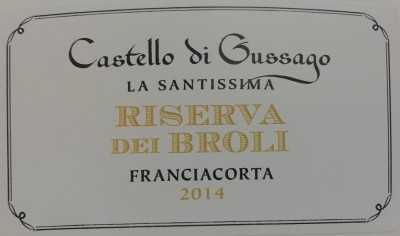 Castello di Gussago
LA SANTISSIMA
RISERVA
DEI BROLI
FRANCIACORTA
2014